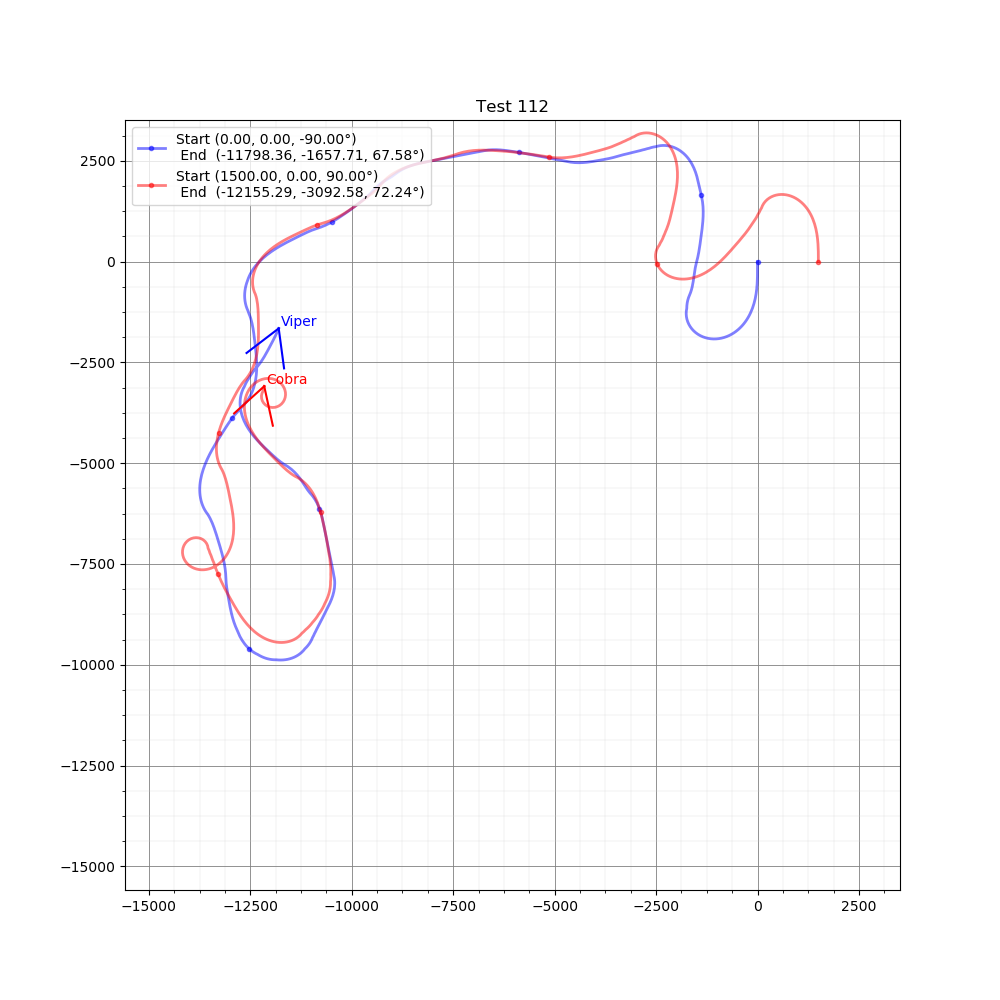 Test 112
Start (0.00, 0.00, -90.00°)
End (-11798.36, -1657.71, 67.58°)
Start (1500.00, 0.00, 90.00°)
End (-12155.29, -3092.58, 72.24°)
2500
0
−2500
−5000
−7500
−10000
−12500
−15000
Viper
Cobra
−15000 −12500 −10000 −7500 −5000 −2500 0 2500